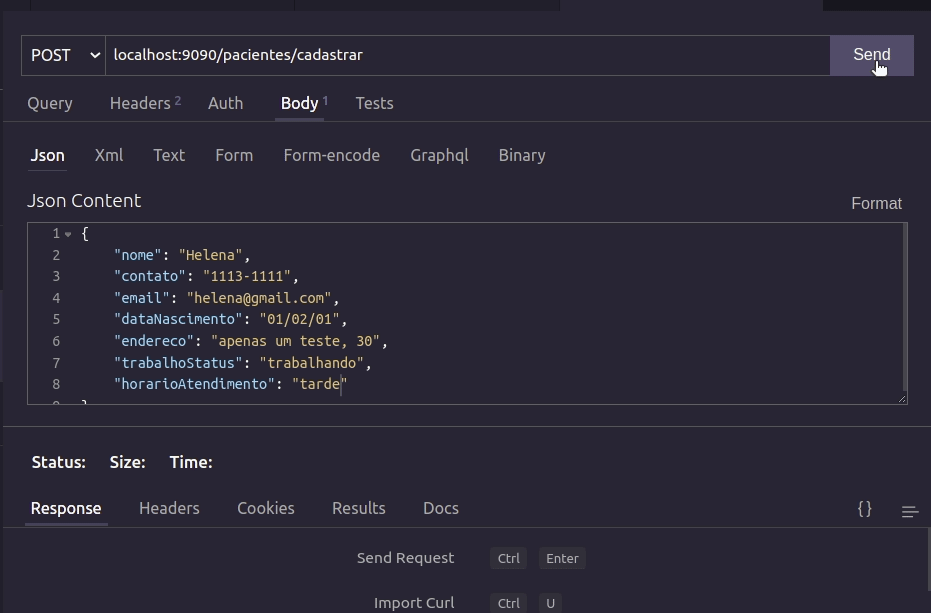 POST localhost:9090/pacientes/cadastrar Send
Query Headers 2 Auth Body 1 Tests
Json Xml Text Form Form-encode Graphql Binary
Json Content Format
1 {
2 "nome": "Helena",
3 "contato": "1113-1111",
4 "email": "helena@gmail.com",
5 "dataNascimento": "01/02/01",
6 "endereco": "apenas um teste, 30",
7 "trabalhoStatus": "trabalhando",
8 "horarioAtendimento": "tarde"
Status: Size: Time:
Response Headers Cookies Results Docs {}
Send Request Ctrl Enter
Import Curl Ctrl U